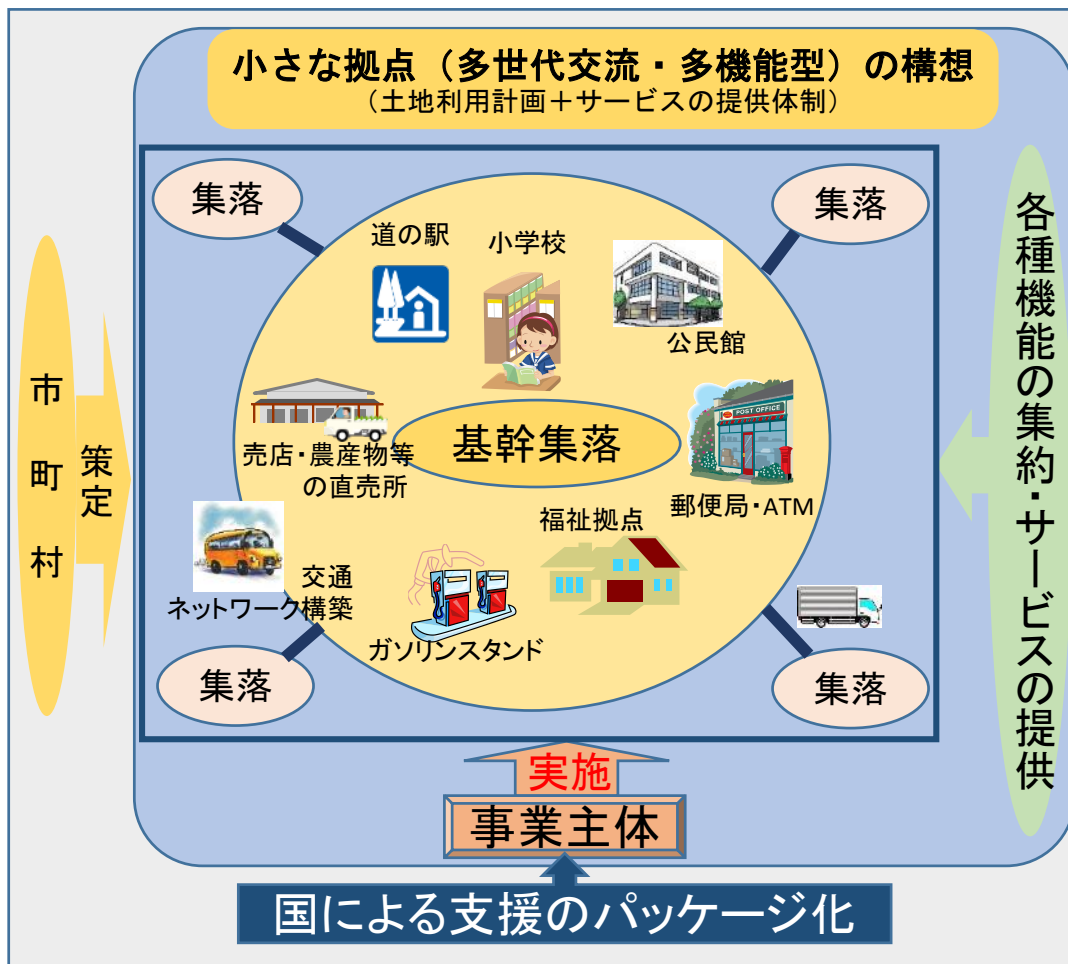 小さな拠点（多世代交流・多機能型）の構想
（土地利用計画＋サービスの提供体制）
集落
集落
道の駅
小学校
公民館
基幹集落
POST OFFICE
売店・農産物等
の直売所
郵便局・ATM
福祉拠点
交通
ネットワーク構築
ガソリンスタンド
集落
集落
市町村
策定
各種機能の集約・サービスの提供
実施
事業主体
国による支援のパッケージ化